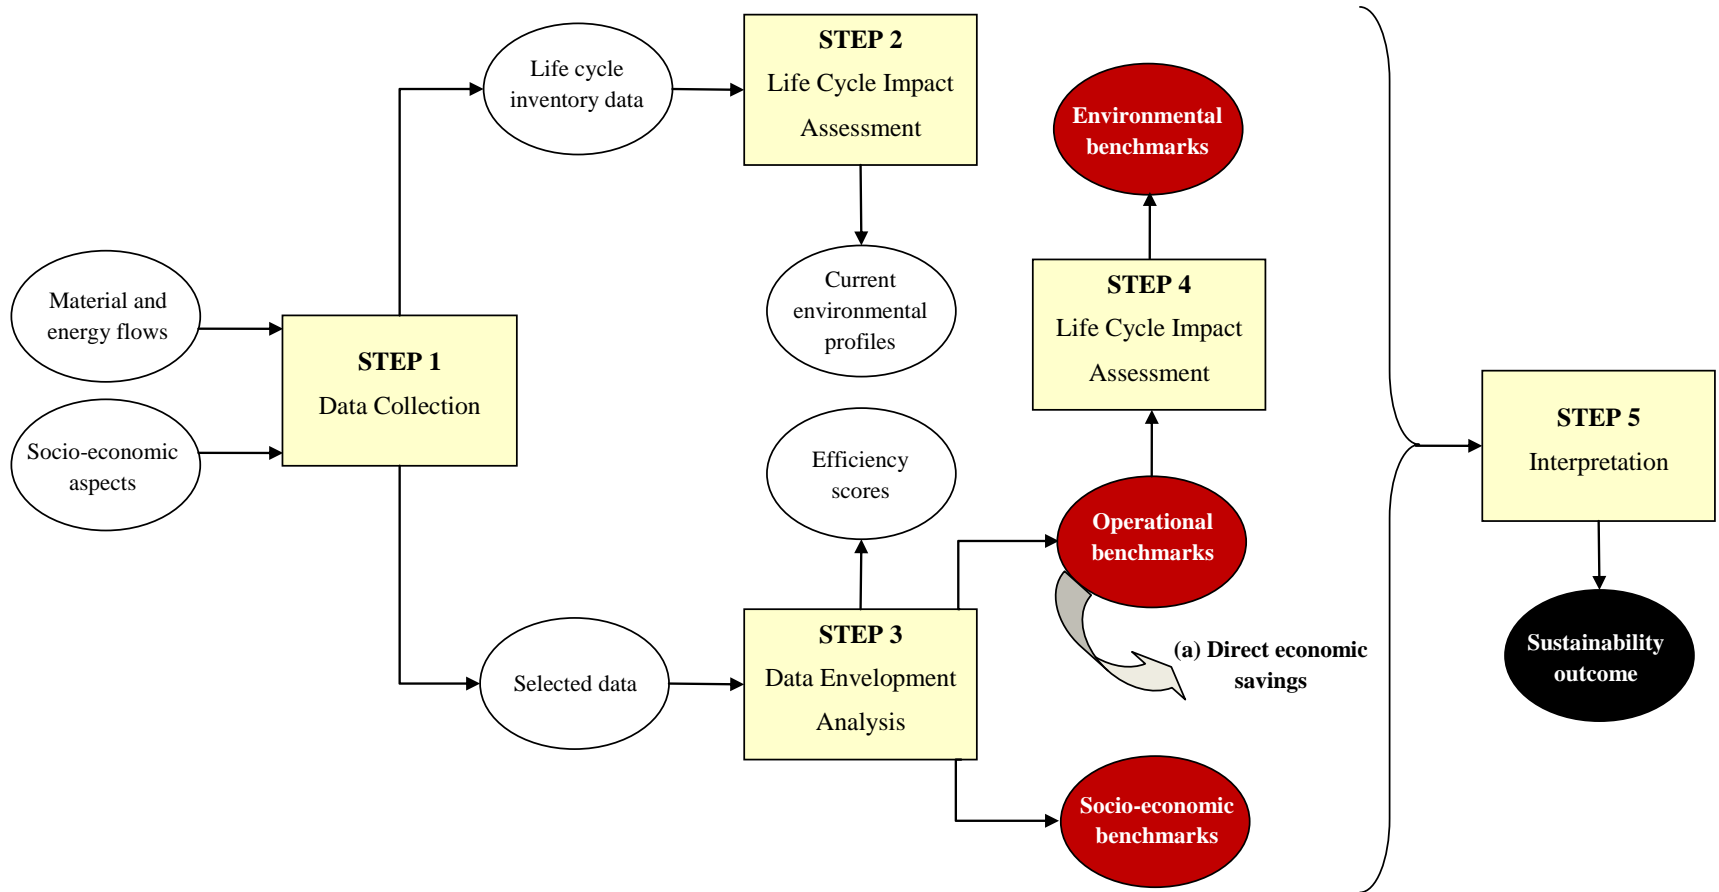 Material and
energy flows
Socio-economic
aspects
STEP 1
Data Collection
Life cycle
inventory data
STEP 2
Life Cycle Impact
Assessment
Current
environmental
profiles
Efficiency
scores
Selected data
STEP 3
Data Envelopment
Analysis
Environmental
benchmarks
STEP 4
Life Cycle Impact
Assessment
Operational
benchmarks
(a) Direct economic
savings
Socio-economic
benchmarks
STEP 5
Interpretation
Sustainability
outcome